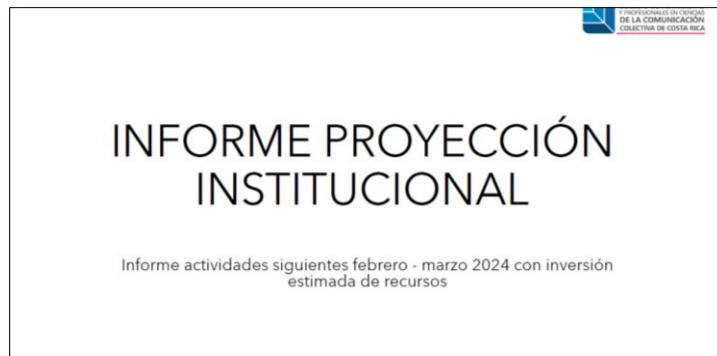 Y PROFESIONALES EN CIENCIAS
DE LA COMUNICACIÓN
COLECTIVA DE COSTA RICA
INFORME PROYECCIÓN
INSTITUCIONAL
Informe actividades siguientes febrero - marzo 2024 con inversión
estimada de recursos